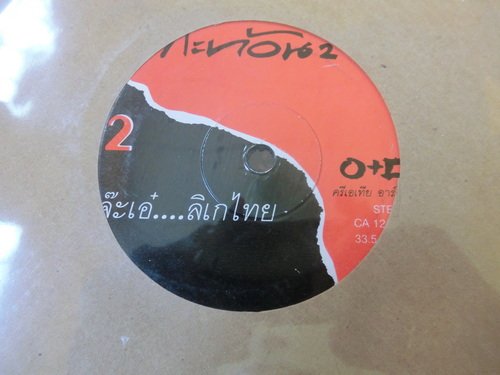 กะท้อน 2
2
O+
ครีเอเทีย อาร์
จ๊ะเอ๋....ลิเกไทย
STE
CA 12
33.5